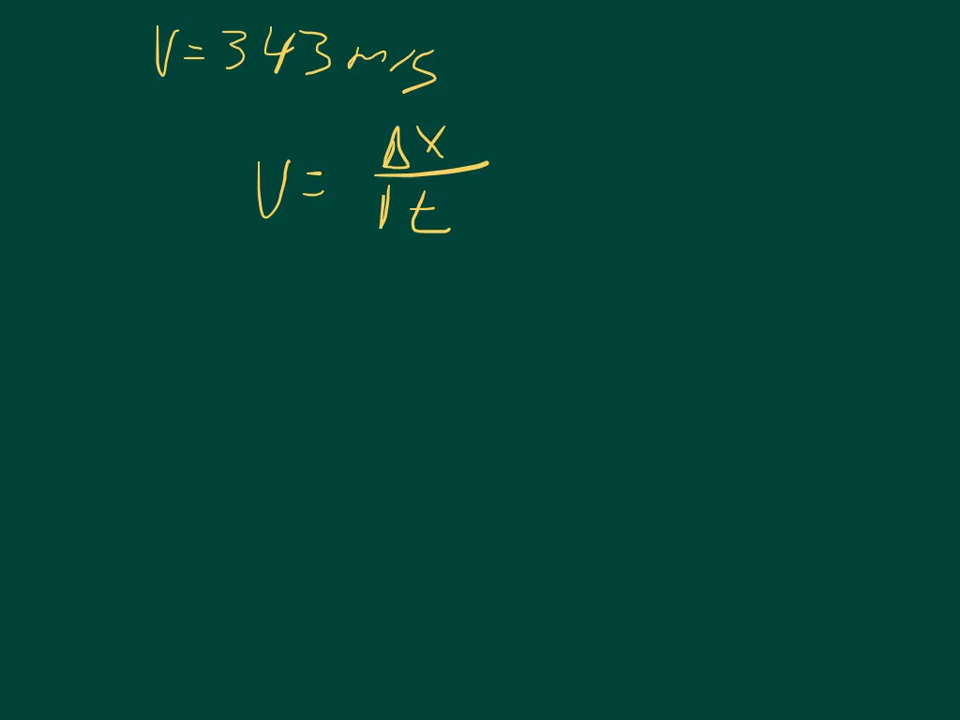 V = 343 m/s
V = Δx / Δt